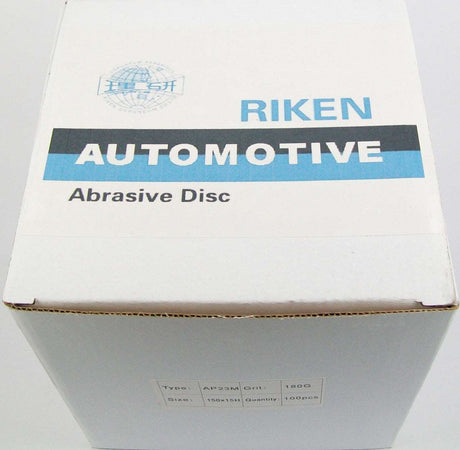 理研
RIKEN
AUTOMOTIVE
Abrasive Disc
Type: AP23M Grit: 180G
Size: 150x15H Quantity: 100pcs